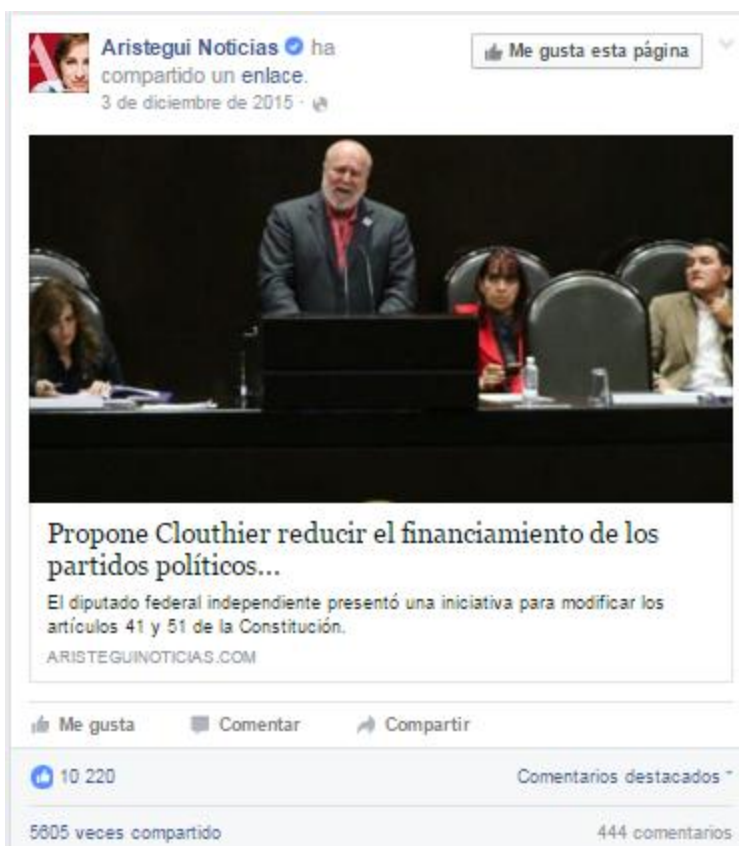 Aristegui Noticias ha
compartido un enlace.
3 de diciembre de 2015 ·
Me gusta esta página
Propone Clouthier reducir el financiamiento de los
partidos políticos...
El diputado federal independiente presentó una iniciativa para modificar los
artículos 41 y 51 de la Constitución.
ARISTEGUINOTICIAS.COM
Me gusta Comentar Compartir
10 220 Comentarios destacados
5605 veces compartido 444 comentarios